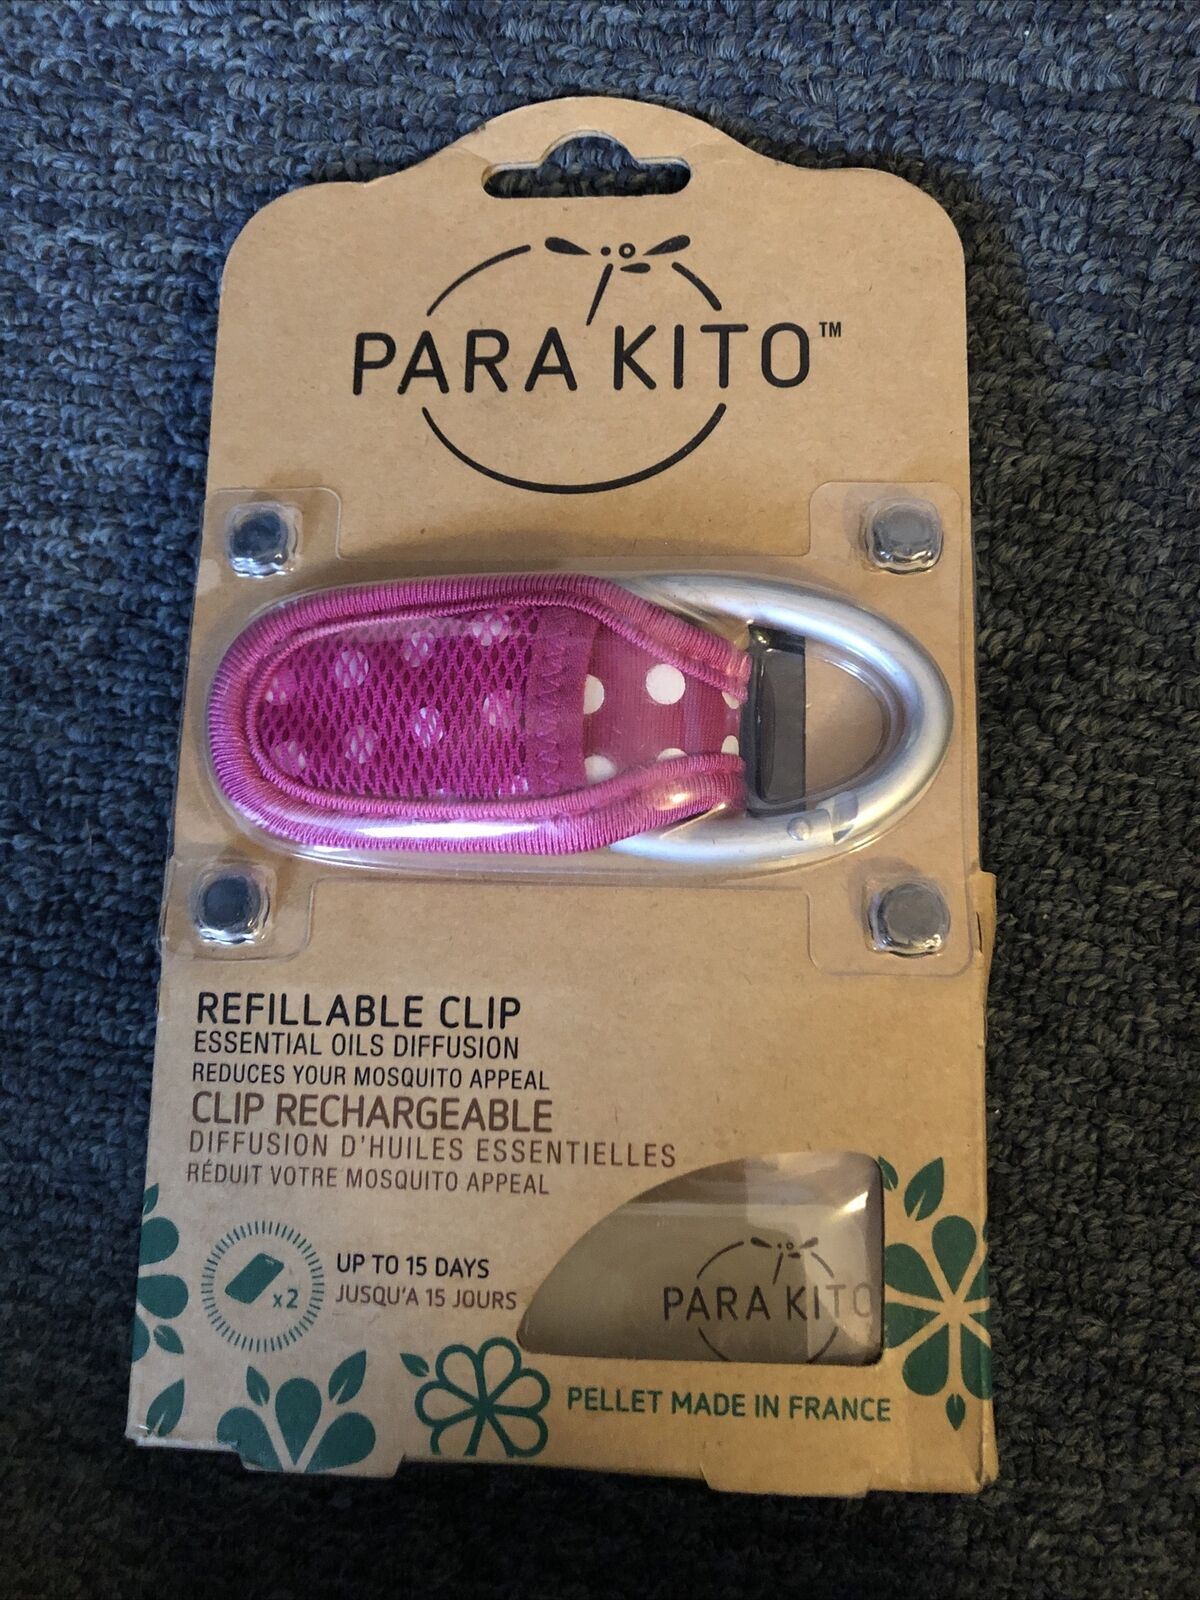 PARA'KITO™
REFILLABLE CLIP
ESSENTIAL OILS DIFFUSION
REDUCES YOUR MOSQUITO APPEAL
CLIP RECHARGEABLE
DIFFUSION D'HUILES ESSENTIELLES
RÉDUIT VOTRE MOSQUITO APPEAL
x2
UP TO 15 DAYS
JUSQU'A 15 JOURS
PARA'KITO
PELLET MADE IN FRANCE